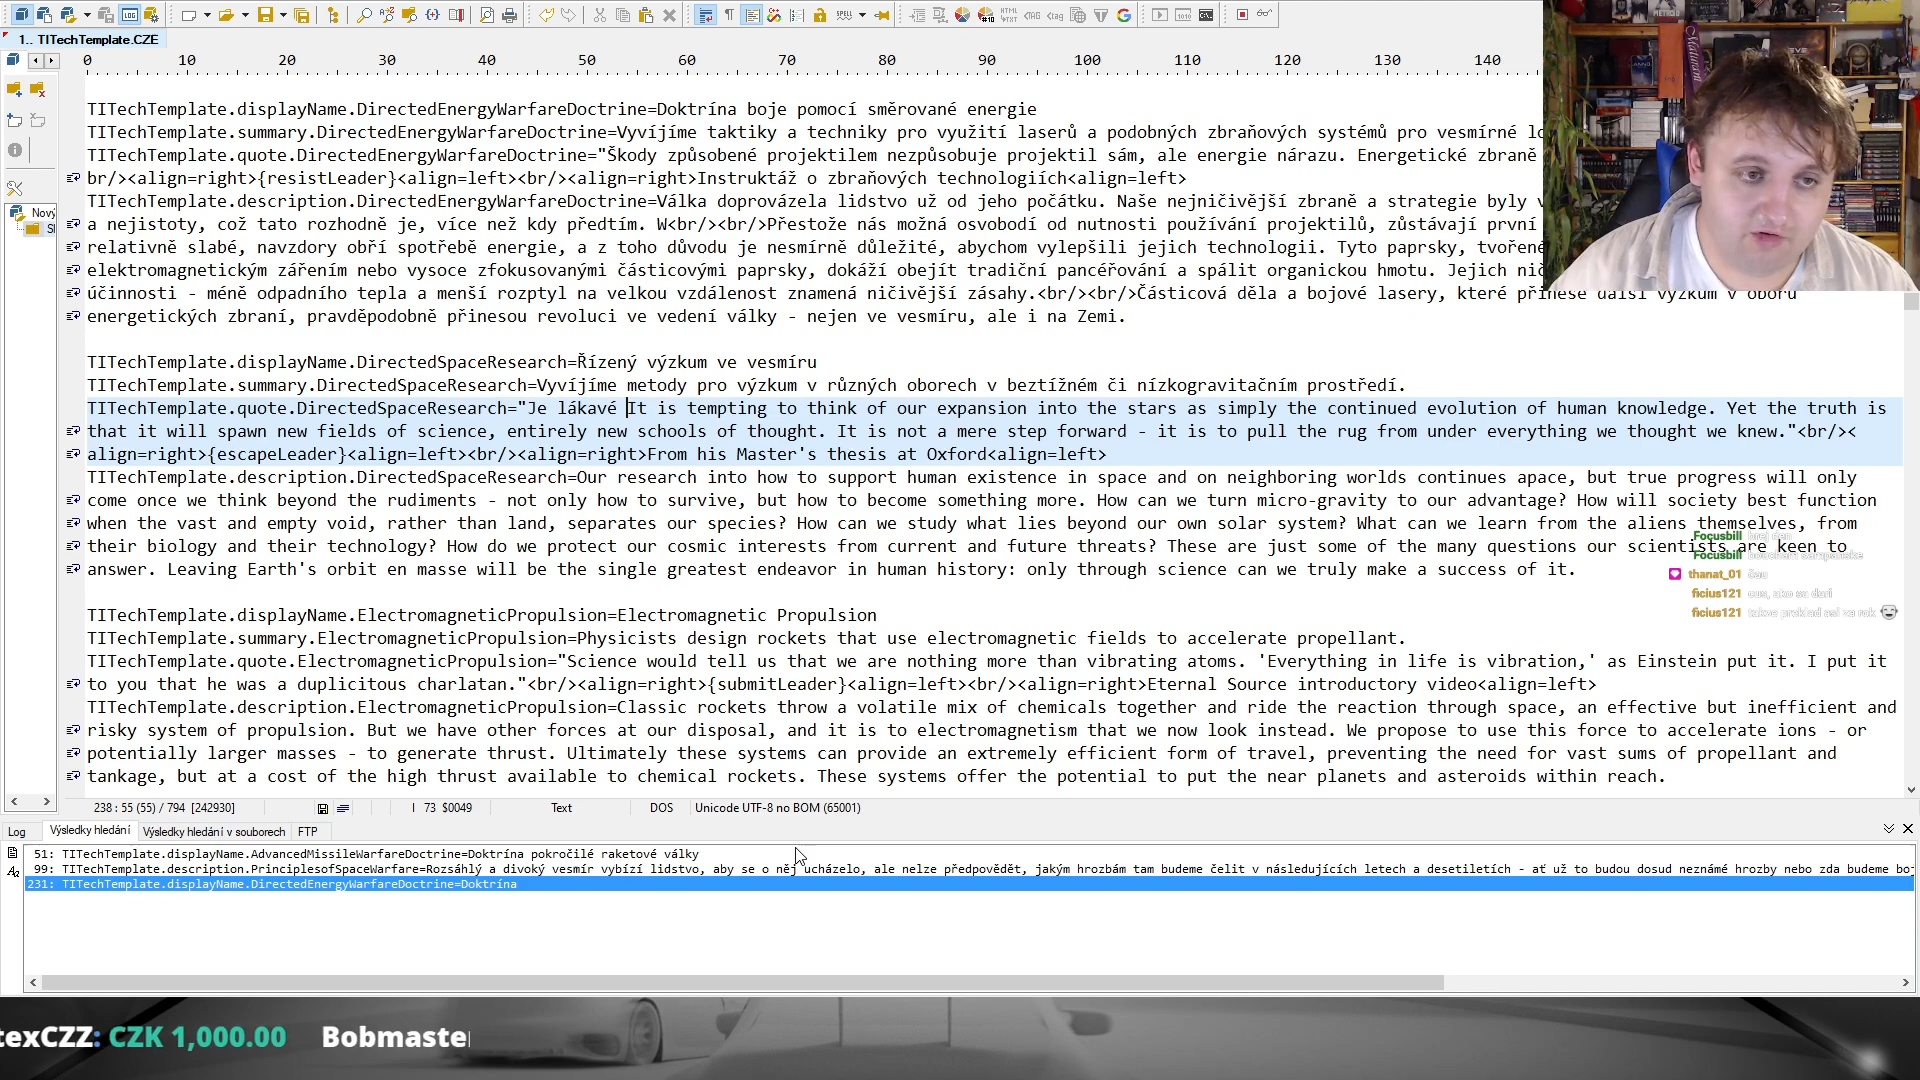 1.. TITechTemplate.CZE
0 10 20 30 40 50 60 70 80 90 100 110 120 130 140
TITechTemplate.displayName.DirectedEnergyWarfareDoctrine=Doktrína boje pomocí směrované energie
TITechTemplate.summary.DirectedEnergyWarfareDoctrine=Vyvíjíme taktiky a techniky pro využití laserů a podobných zbraňových systémů pro vesmírné
TITechTemplate.quote.DirectedEnergyWarfareDoctrine="Škody způsobené projektilem nezpůsobuje projektil sám, ale energie nárazu. Energetické zbraně
br/><align=right>{resistLeader}<align=left><br/><align=right>Instruktáž o zbraňových technologiích<align=left>
TITechTemplate.description.DirectedEnergyWarfareDoctrine=Válka doprovázela lidstvo už od jeho počátku. Naše nejničivější zbraně a strategie byly
a nejistoty, což tato rozhodně je, více než kdy předtím. W<br/><br/>Přestože nás možná osvobodí od nutnosti používání projektilů, zůstávají první
relativně slabé, navzdory obří spotřebě energie, a z toho důvodu je nesmírně důležité, abychom vylepšili jejich technologii. Tyto paprsky,
elektromagnetickým zářením nebo vysoce zfokusovanými částicovými paprsky, dokáží obejít tradiční pancéřování a spálit organickou hmotu.
účinnosti - méně odpadního tepla a menší rozptyl na velkou vzdálenost znamená ničivější zásahy.<br/><br/>Částicová děla a bojové lasery, které přinese další výzkum v oboru
energetických zbraní, pravděpodobně přinesou revoluci ve vedení války - nejen ve vesmíru, ale i na Zemi.
TITechTemplate.displayName.DirectedSpaceResearch=Řízený výzkum ve vesmíru
TITechTemplate.summary.DirectedSpaceResearch=Vyvíjíme metody pro výzkum v různých oborech v beztížném či nízkogravitačním prostředí.
TITechTemplate.quote.DirectedSpaceResearch="Je lákavé It is tempting to think of our expansion into the stars as simply the continued evolution of human knowledge. Yet the truth is
that it will spawn new fields of science, entirely new schools of thought. It is not a mere step forward - it is to pull the rug from under everything we thought we knew."<br/><
align=right>{escapeLeader}<align=left><br/><align=right>From his Master's thesis at Oxford<align=left>
TITechTemplate.description.DirectedSpaceResearch=Our research into how to support human existence in space and on neighboring worlds continues apace, but true progress will only
come once we think beyond the rudiments - not only how to survive, but how to become something more. How can we turn micro-gravity to our advantage? How will society best function
when the vast and empty void, rather than land, separates our species? How can we study what lies beyond our own solar system? What can we learn from the aliens themselves, from
their biology and their technology? How do we protect our cosmic interests from current and future threats? These are just some of the many questions our scientists are keen to
answer. Leaving Earth's orbit en masse will be the single greatest endeavor in human history: only through science can we truly make a success of it.
Focusbill
Focusbill
thanat_01 čau
ficius121
ficius121
TITechTemplate.displayName.ElectromagneticPropulsion=Electromagnetic Propulsion
TITechTemplate.summary.ElectromagneticPropulsion=Physicists design rockets that use electromagnetic fields to accelerate propellant.
TITechTemplate.quote.ElectromagneticPropulsion="Science would tell us that we are nothing more than vibrating atoms. 'Everything in life is vibration,' as Einstein put it. I put it
to you that he was a duplicitous charlatan."<br/><align=right>{submitLeader}<align=left><br/><align=right>Eternal Source introductory video<align=left>
TITechTemplate.description.ElectromagneticPropulsion=Classic rockets throw a volatile mix of chemicals together and ride the reaction through space, an effective but inefficient and
risky system of propulsion. But we have other forces at our disposal, and it is to electromagnetism that we now look instead. We propose to use this force to accelerate ions - or
potentially larger masses - to generate thrust. Ultimately these systems can provide an extremely efficient form of travel, preventing the need for vast sums of propellant and
tankage, but at a cost of the high thrust available to chemical rockets. These systems offer the potential to put the near planets and asteroids within reach.
238 : 55 (55) / 794 [242930] I 73 $0049 Text DOS Unicode UTF-8 no BOM (65001)
Log Výsledky hledání Výsledky hledání v souborech FTP
51: TITechTemplate.displayName.AdvancedMissileWarfareDoctrine=Doktrína pokročilé raketové války
99: TITechTemplate.description.PrinciplesofSpaceWarfare=Rozsáhlý a divoký vesmír vybízí lidstvo, aby se o něj ucházelo, ale nelze předpovědět, jakým hrozbám tam budeme čelit v následujících letech a desetiletích - ať už to budou dosud neznámé hrozby nebo zda budeme
231: TITechTemplate.displayName.DirectedEnergyWarfareDoctrine=Doktrína
texCZZ: CZK 1,000.00 Bobmaste